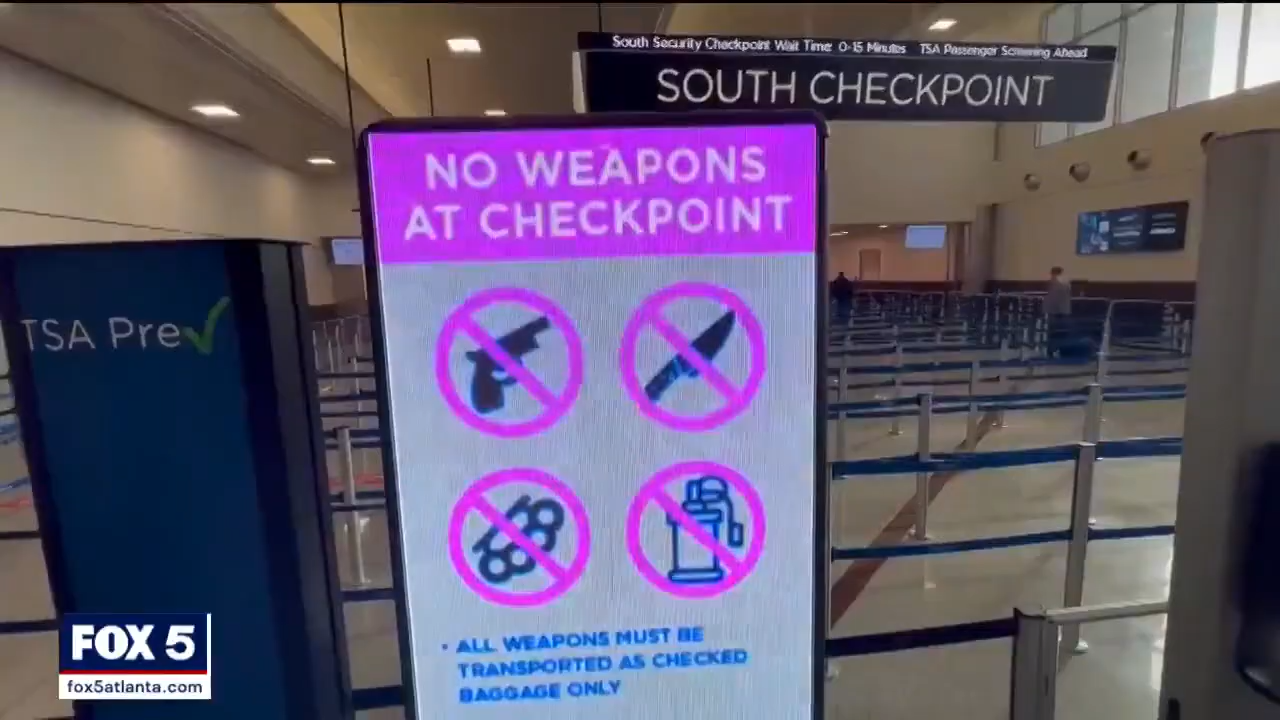 South Security Checkpoint Wait Time: 0-15 Minutes TSA Passenger Screening Ahead
SOUTH CHECKPOINT
NO WEAPONS
AT CHECKPOINT
TSA Pre✓
• ALL WEAPONS MUST BE
TRANSPORTED AS CHECKED
BAGGAGE ONLY
FOX 5
fox5atlanta.com